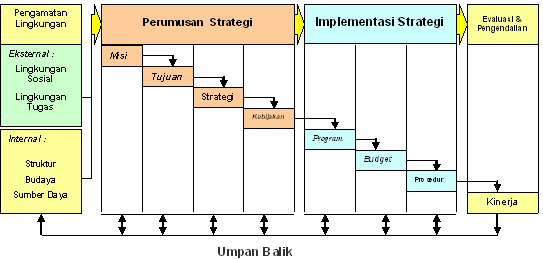 Pengamatan
Lingkungan
Perumusan Strategi
Implementasi Strategi
Evaluasi &
Pengendalian
Eksternal :
Lingkungan
Sosial
Lingkungan
Tugas
Internal :
Struktur
Budaya
Sumber Daya
Misi
Tujuan
Strategi
Kebijakan
Program
Budget
Procedur
Kinerja
Umpan Balik